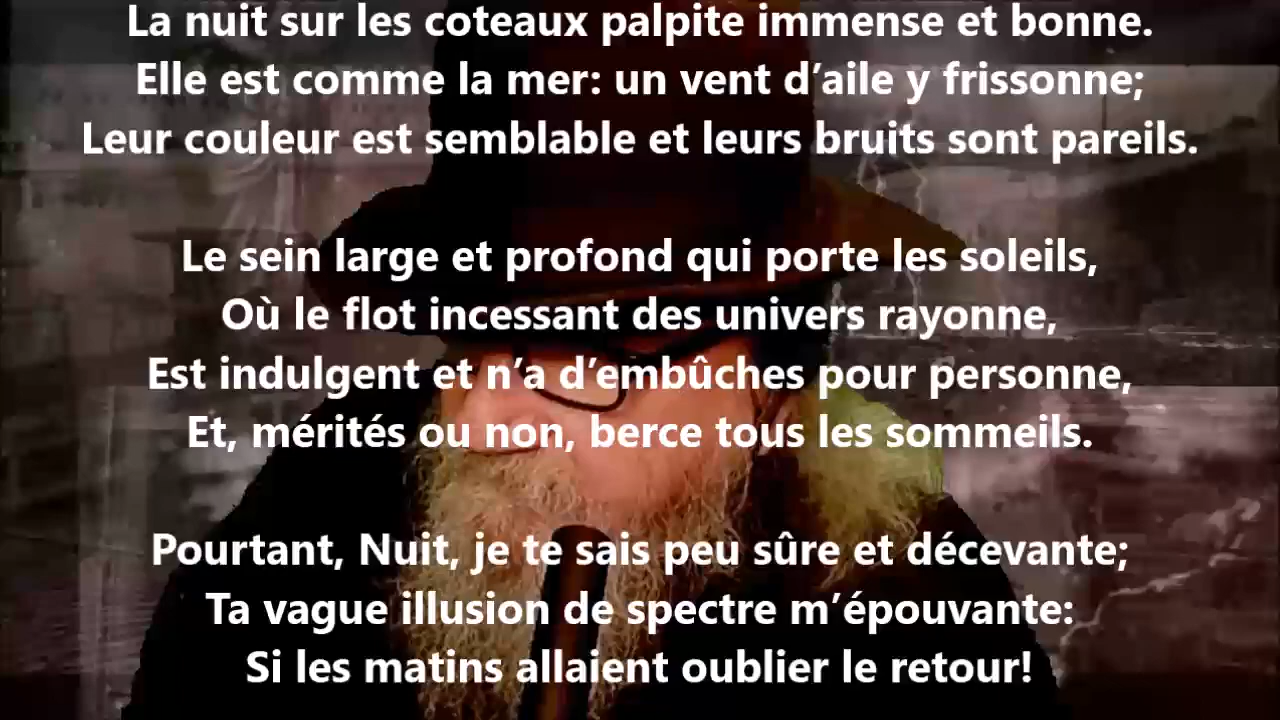 La nuit sur les coteaux palpite immense et bonne.
Elle est comme la mer: un vent d’aile y frissonne;
Leur couleur est semblable et leurs bruits sont pareils.
Le sein large et profond qui porte les soleils,
Où le flot incessant des univers rayonne,
Est indulgent et n’a d’embûches pour personne,
Et, mérités ou non, berce tous les sommeils.
Pourtant, Nuit, je te sais peu sûre et décevante;
Ta vague illusion de spectre m’épouvante:
Si les matins allaient oublier le retour!